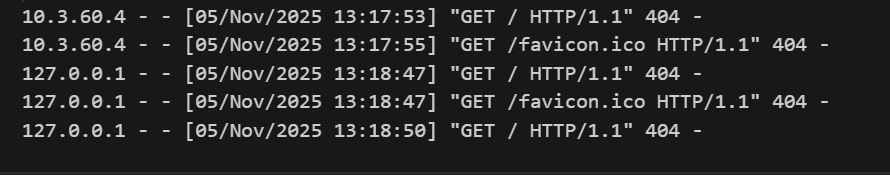 10.3.60.4 - - [05/Nov/2025 13:17:53] "GET / HTTP/1.1" 404 -
10.3.60.4 - - [05/Nov/2025 13:17:55] "GET /favicon.ico HTTP/1.1" 404 -
127.0.0.1 - - [05/Nov/2025 13:18:47] "GET / HTTP/1.1" 404 -
127.0.0.1 - - [05/Nov/2025 13:18:47] "GET /favicon.ico HTTP/1.1" 404 -
127.0.0.1 - - [05/Nov/2025 13:18:50] "GET / HTTP/1.1" 404 -